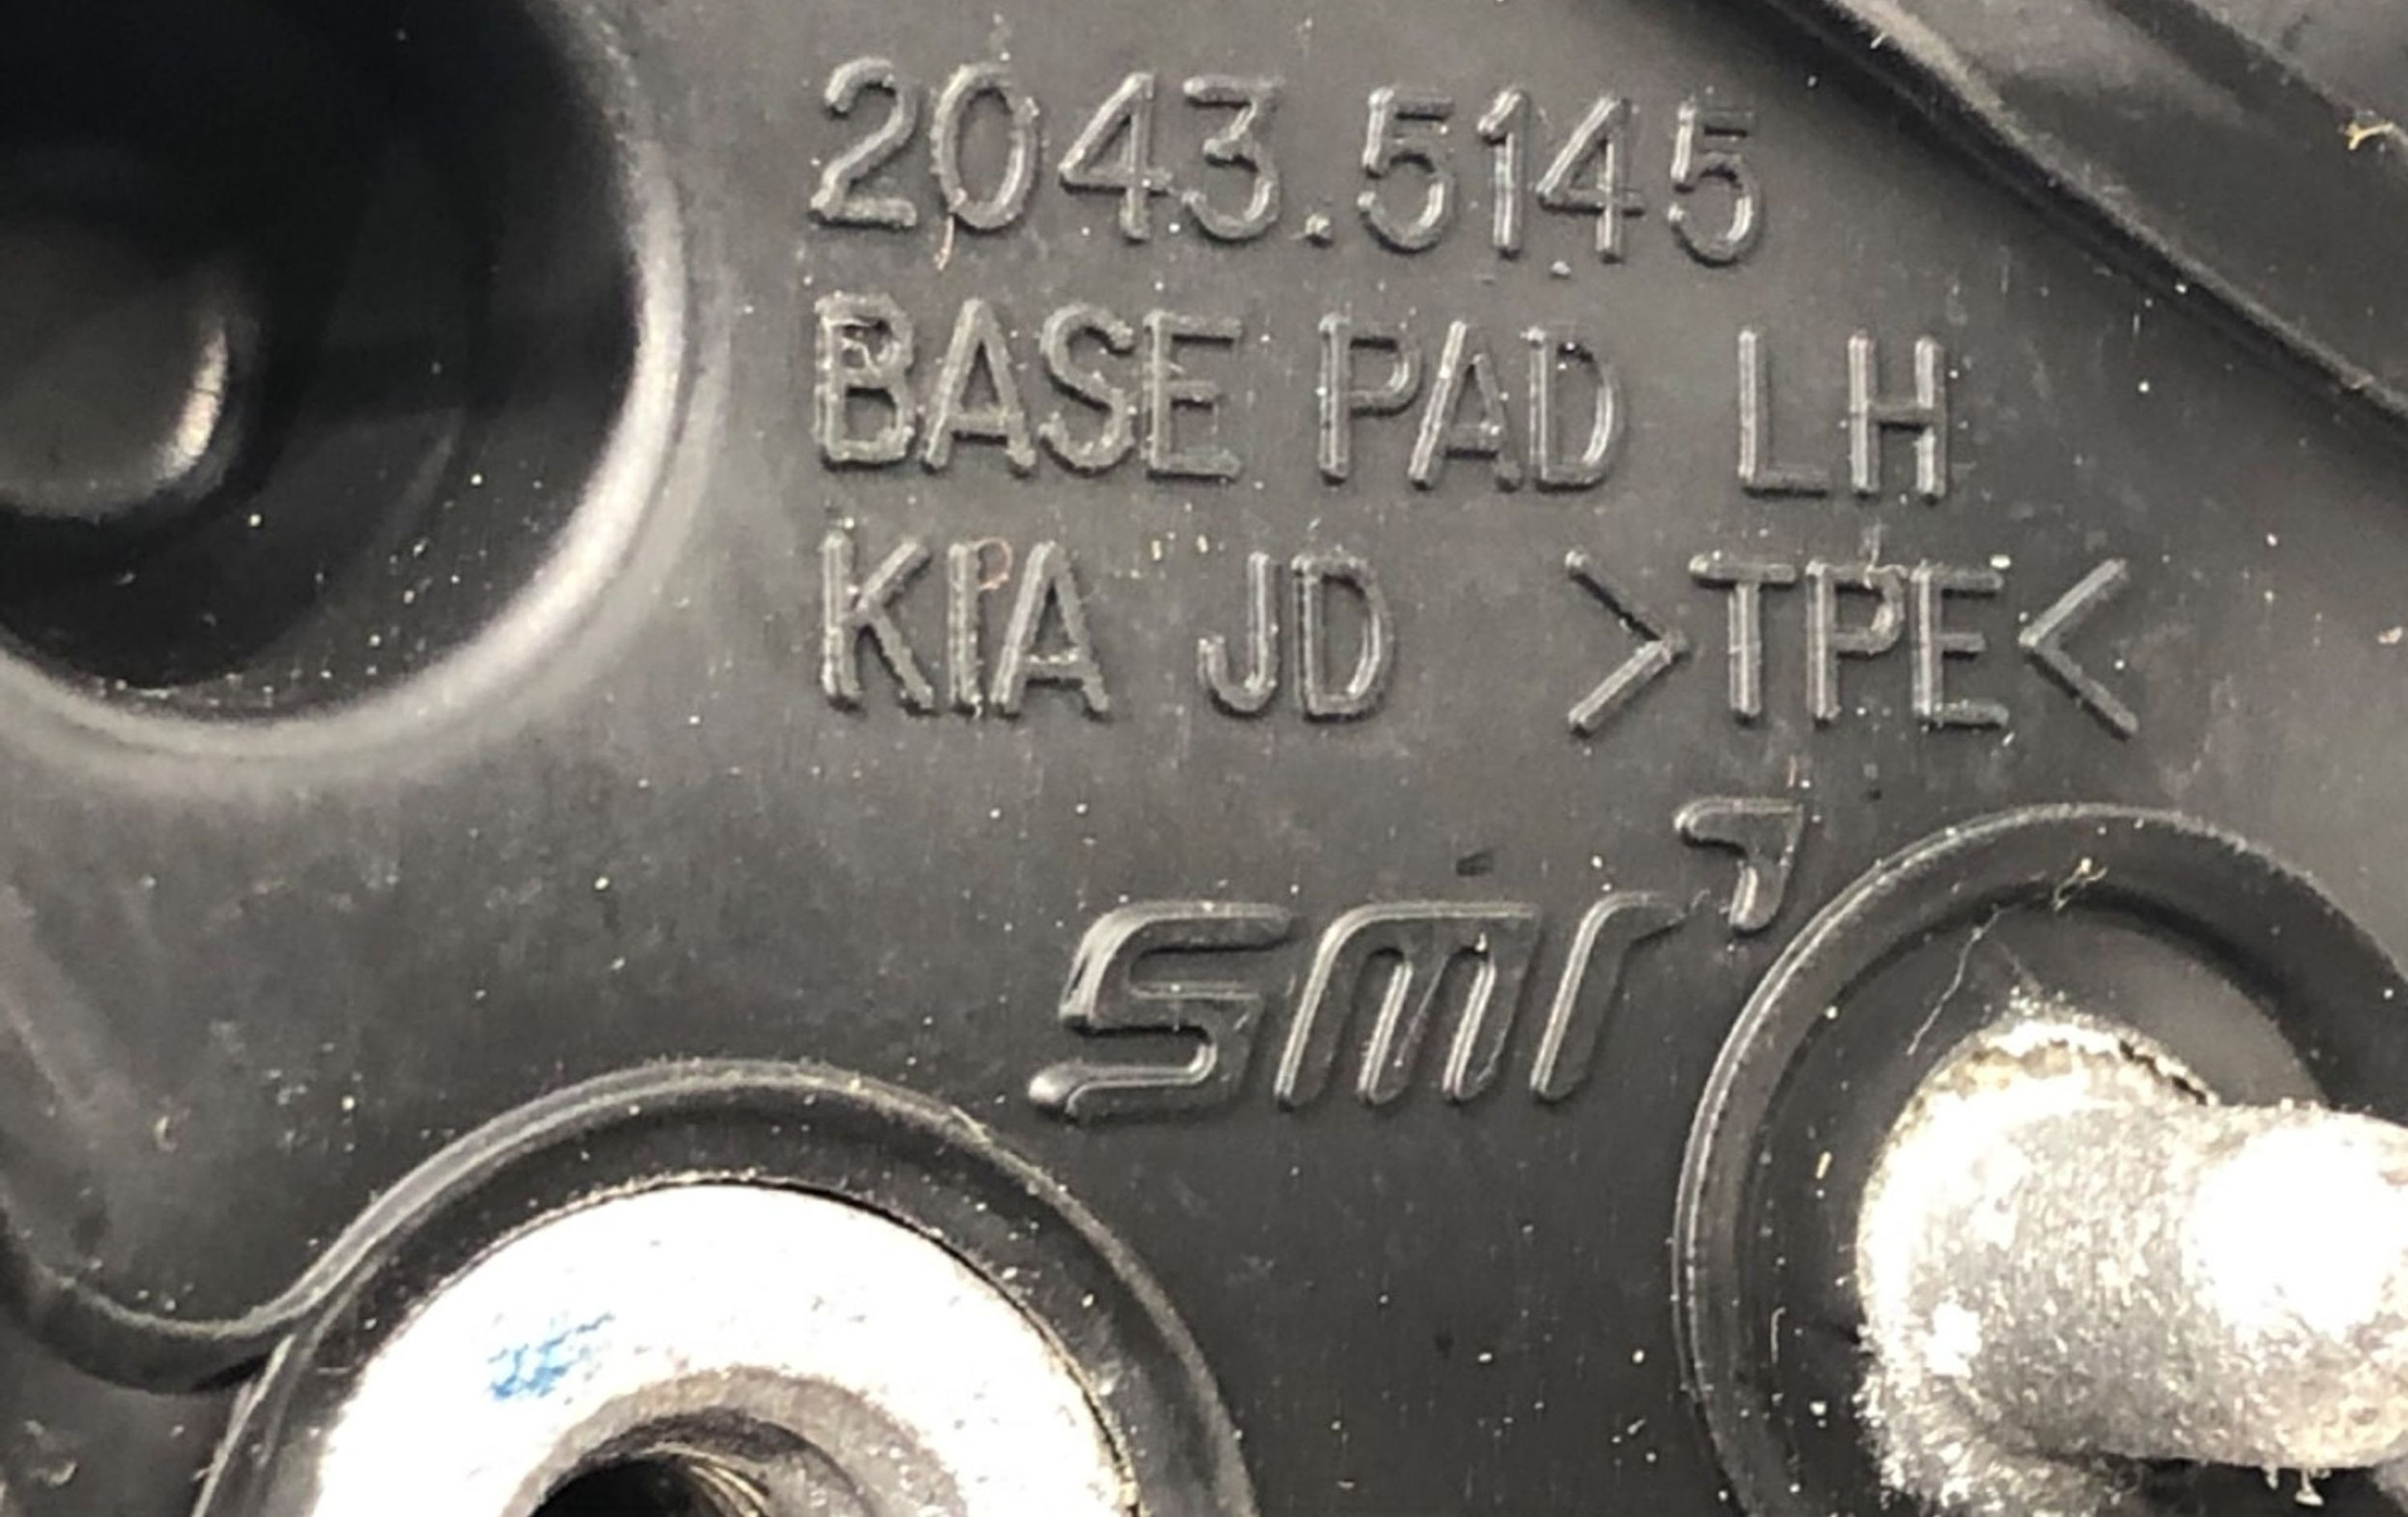 2043.5145
BASE PAD LH
KIA JD >TPE<
smr